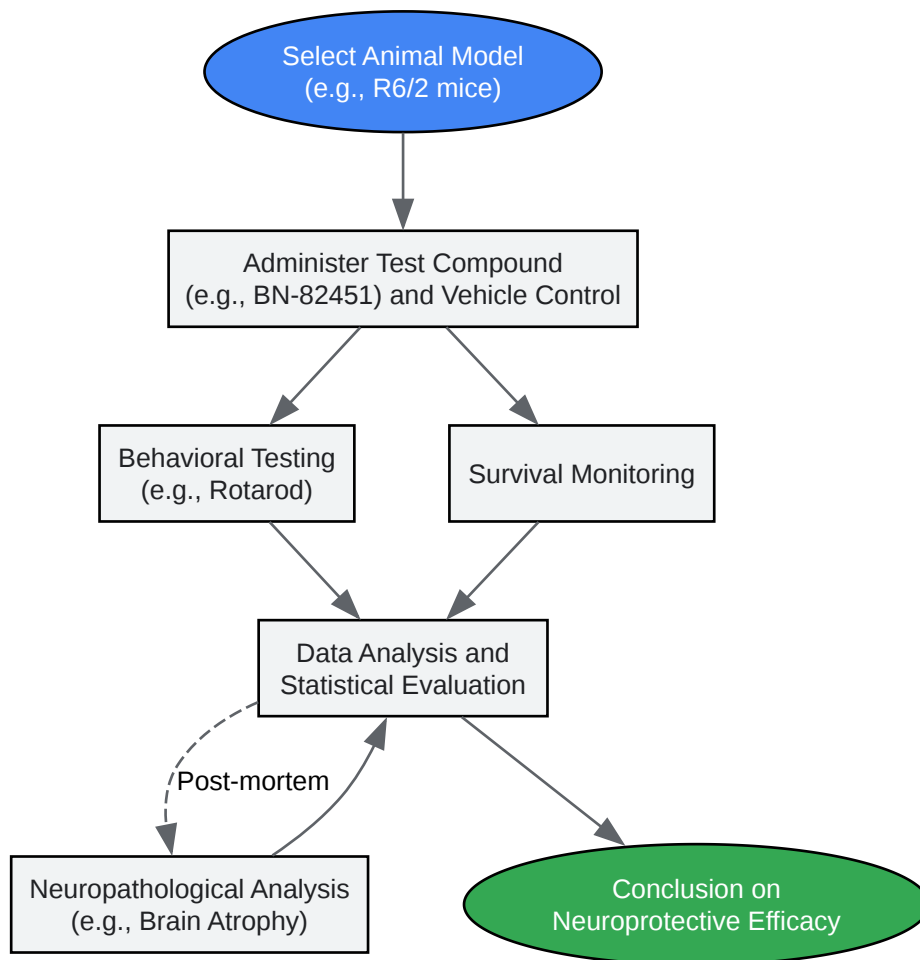 Select Animal Model
(e.g., R6/2 mice)
Administer Test Compound
(e.g., BN-82451) and Vehicle Control
Behavioral Testing
(e.g., Rotarod)
Survival Monitoring
Data Analysis and
Statistical Evaluation
Post-mortem
Neuropathological Analysis
(e.g., Brain Atrophy)
Conclusion on
Neuroprotective Efficacy